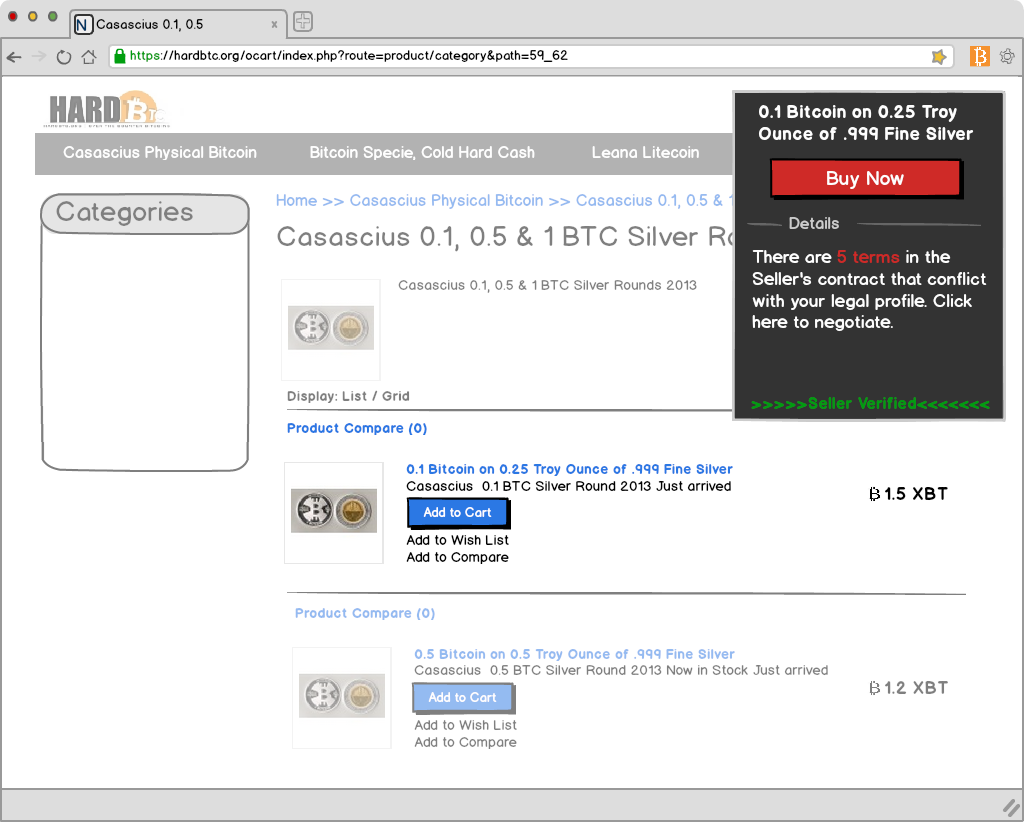 N Casascius 0.1, 0.5 x
https://hardbtc.org/ocart/index.php?route=product/category&path=59_62
HARD BTC
Casascius Physical Bitcoin Bitcoin Specie, Cold Hard Cash Leana Litecoin
0.1 Bitcoin on 0.25 Troy
Ounce of .999 Fine Silver
Buy Now
Details
There are 5 terms in the
Seller's contract that conflict
with your legal profile. Click
here to negotiate.
>>>>>Seller Verified<<<<<<<
Categories
Home >> Casascius Physical Bitcoin >> Casascius 0.1, 0.5 & 1
Casascius 0.1, 0.5 & 1 BTC Silver Ro
Casascius 0.1, 0.5 & 1 BTC Silver Rounds 2013
Display: List / Grid
Product Compare (0)
0.1 Bitcoin on 0.25 Troy Ounce of .999 Fine Silver
Casascius 0.1 BTC Silver Round 2013 Just arrived
₿ 1.5 XBT
Add to Cart
Add to Wish List
Add to Compare
Product Compare (0)
0.5 Bitcoin on 0.5 Troy Ounce of .999 Fine Silver
Casascius 0.5 BTC Silver Round 2013 Now in Stock Just arrived
₿ 1.2 XBT
Add to Cart
Add to Wish List
Add to Compare